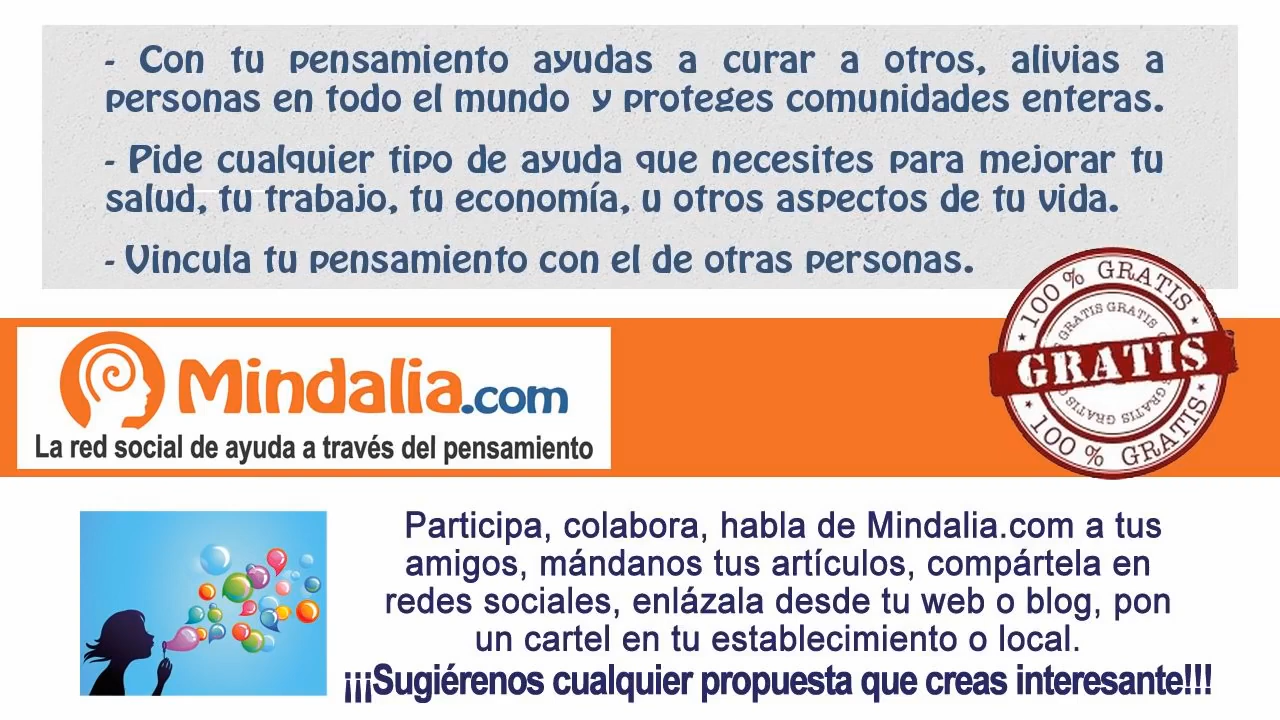 - Con tu pensamiento ayudas a curar a otros, alivias a
personas en todo el mundo y proteges comunidades enteras.
- Pide cualquier tipo de ayuda que necesites para mejorar tu
salud, tu trabajo, tu economía, u otros aspectos de tu vida.
- Vincula tu pensamiento con el de otras personas.
100 % GRATIS
GRATIS GRATIS
GRATIS
GRATIS GRATIS
100 % GRATIS
Mindalia.com
La red social de ayuda a través del pensamiento
Participa, colabora, habla de Mindalia.com a tus
amigos, mándanos tus artículos, compártela en
redes sociales, enlázala desde tu web o blog, pon
un cartel en tu establecimiento o local.
¡¡¡Sugiérenos cualquier propuesta que creas interesante!!!